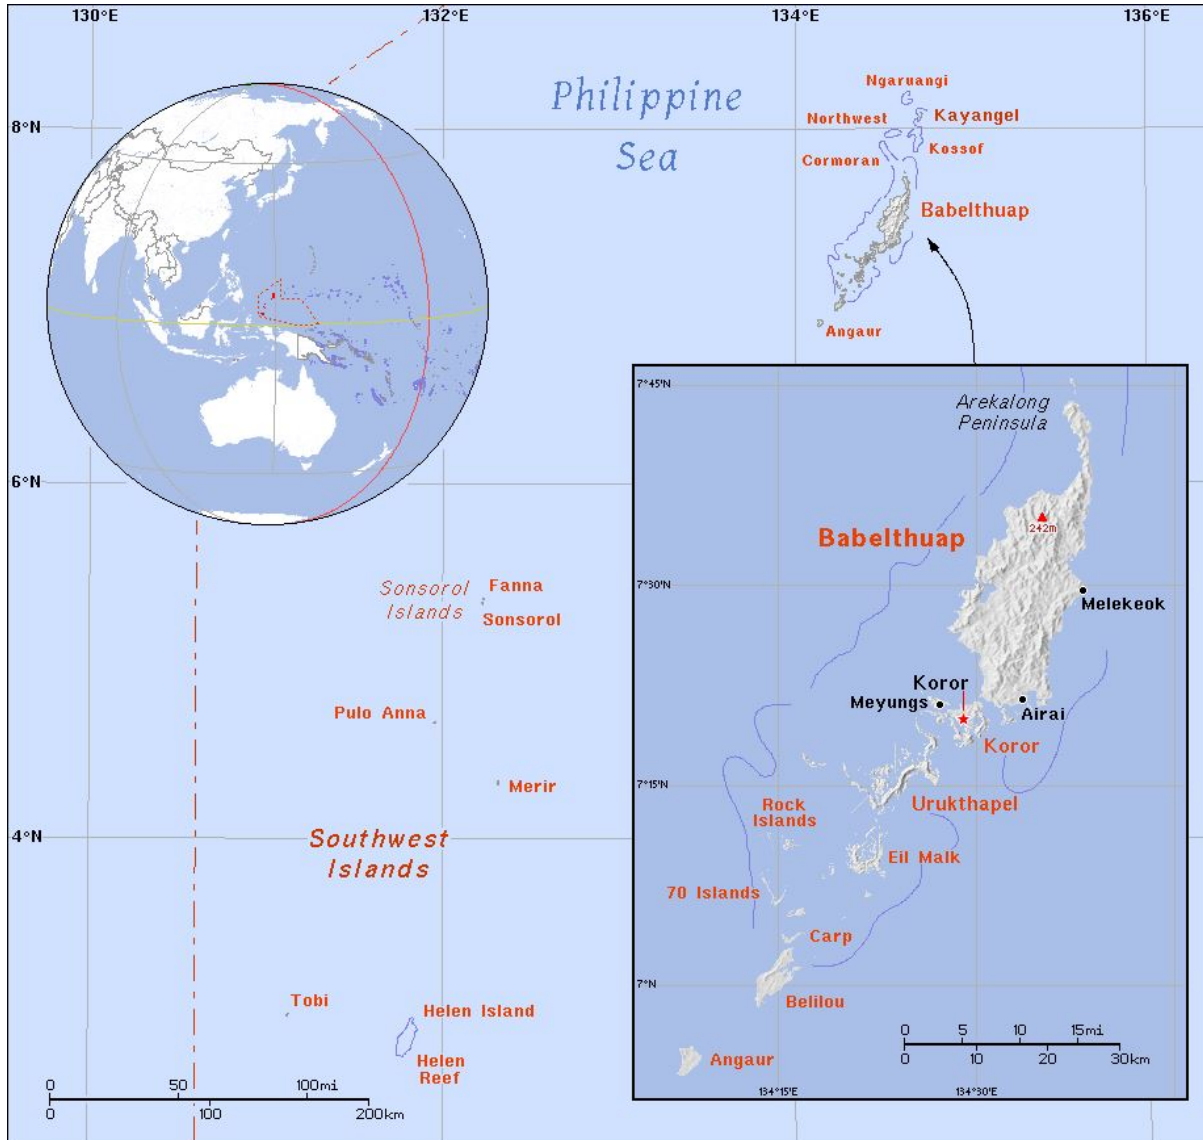 130°E
132°E
134°E
136°E
Philippine
Sea
Ngaruangi
Northwest
Kayangel
8°N
Cormoran
Kossof
Babelthuap
Angaur
7°45'N
Arekalong
Peninsula
6°N
Babelthuap
242m
7°30'N
Sonsorol
Islands
Fanna
Sonsorol
Melekeok
Koror
Meyungs
Airai
Pulo Anna
Koror
Merir
7°15'N
Rock
Islands
Urukthapel
4°N
Southwest
Islands
Eil Malk
70 Islands
Carp
7°N
Belilou
Tobi
Helen Island
Helen
Reef
Angaur
0 5 10 15mi
0 10 20 30km
134°15'E
134°30'E
0 50 100mi
0 100 200km